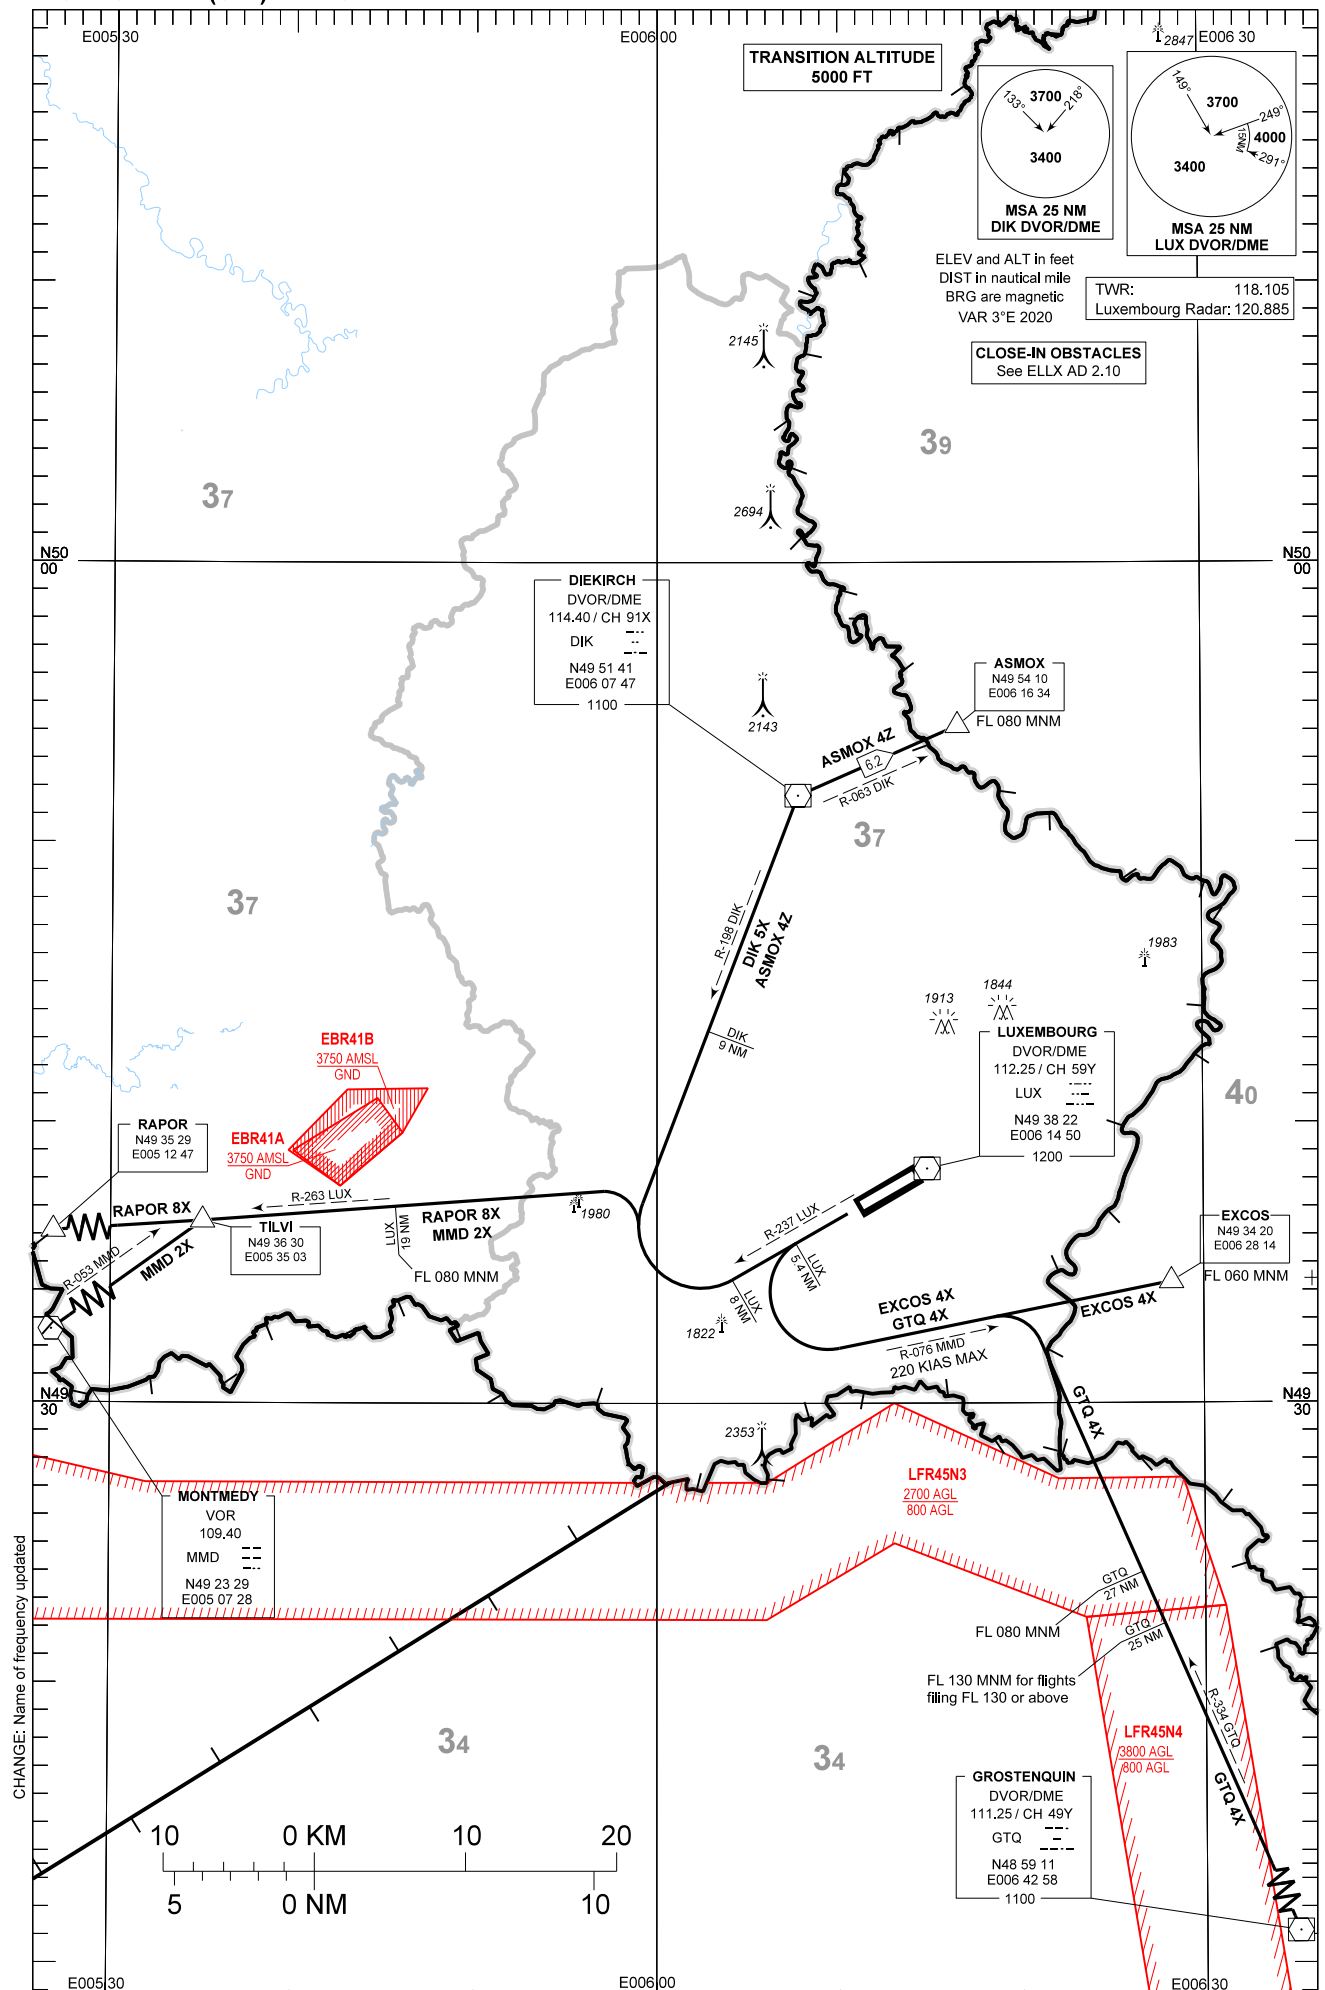 E005 30
E006 00
E006 30
2847
TRANSITION ALTITUDE
5000 FT
133°
3700
218°
3400
MSA 25 NM
DIK DVOR/DME
149°
3700
249°
15NM
4000
291°
3400
MSA 25 NM
LUX DVOR/DME
ELEV and ALT in feet
DIST in nautical mile
BRG are magnetic
VAR 3°E 2020
TWR: 118.105
Luxembourg Radar: 120.885
CLOSE-IN OBSTACLES
See ELLX AD 2.10
2145
39
37
2694
N50
00
N50
00
DIEKIRCH
DVOR/DME
114.40 / CH 91X
DIK
N49 51 41
E006 07 47
1100
ASMOX
N49 54 10
E006 16 34
FL 080 MNM
2143
ASMOX 4Z
6.2
R-063 DIK
37
37
R-198 DIK
DIK 5X
ASMOX 4Z
1983
DIK
9 NM
1913
1844
LUXEMBOURG
DVOR/DME
112.25 / CH 59Y
LUX
N49 38 22
E006 14 50
1200
40
EBR41B
3750 AMSL
GND
EBR41A
3750 AMSL
GND
RAPOR
N49 35 29
E005 12 47
RAPOR 8X
R-263 LUX
RAPOR 8X
MMD 2X
LUX
19 NM
FL 080 MNM
1980
TILVI
N49 36 30
E005 35 03
R-053 MMD
MMD 2X
R-237 LUX
LUX
5.4 NM
LUX
8 NM
1822
EXCOS
N49 34 20
E006 28 14
FL 060 MNM
EXCOS 4X
GTQ 4X
EXCOS 4X
R-076 MMD
220 KIAS MAX
GTQ 4X
N49
30
N49
30
2353
LFR45N3
2700 AGL
800 AGL
MONTMEDY
VOR
109.40
MMD
N49 23 29
E005 07 28
CHANGE: Name of frequency updated
GTQ
27 NM
FL 080 MNM
GTQ
25 NM
FL 130 MNM for flights
filing FL 130 or above
R-334 GTQ
LFR45N4
3800 AGL
800 AGL
34
34
GTQ 4X
GROSTENQUIN
DVOR/DME
111.25 / CH 49Y
GTQ
N48 59 11
E006 42 58
1100
10 0 KM 10 20
5 0 NM 10
E005 30
E006 00
E006 30